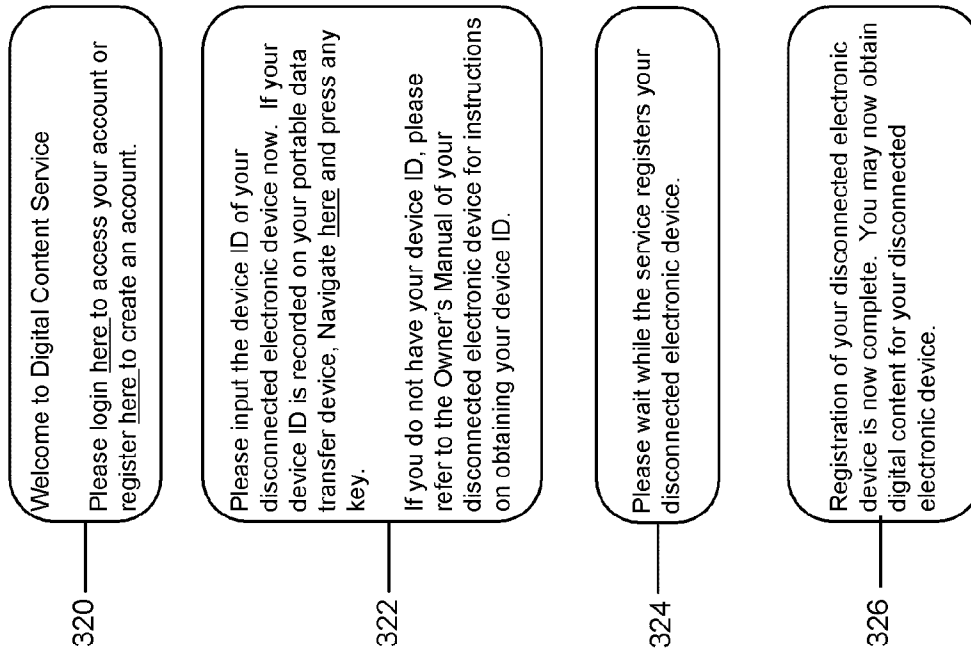 320
Welcome to Digital Content Service
Please login here to access your account or
register here to create an account.
322
Please input the device ID of your
disconnected electronic device now. If your
device ID is recorded on your portable data
transfer device, Navigate here and press any
key.
If you do not have your device ID, please
refer to the Owner's Manual of your
disconnected electronic device for instructions
on obtaining your device ID.
324
Please wait while the service registers your
disconnected electronic device.
326
Registration of your disconnected electronic
device is now complete. You may now obtain
digital content for your disconnected
electronic device.